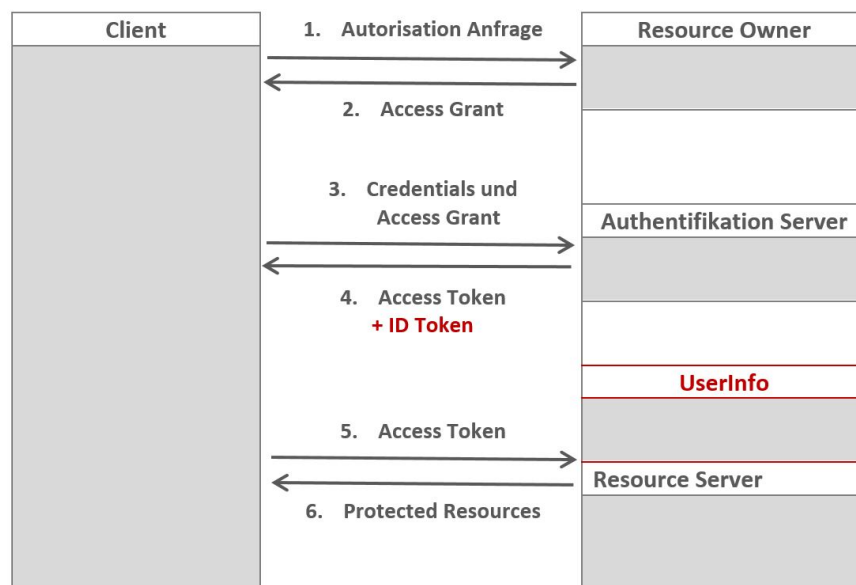 Client
1. Autorisation Anfrage
Resource Owner
2. Access Grant
3. Credentials und
Access Grant
Authentifikation Server
4. Access Token
+ ID Token
UserInfo
5. Access Token
Resource Server
6. Protected Resources